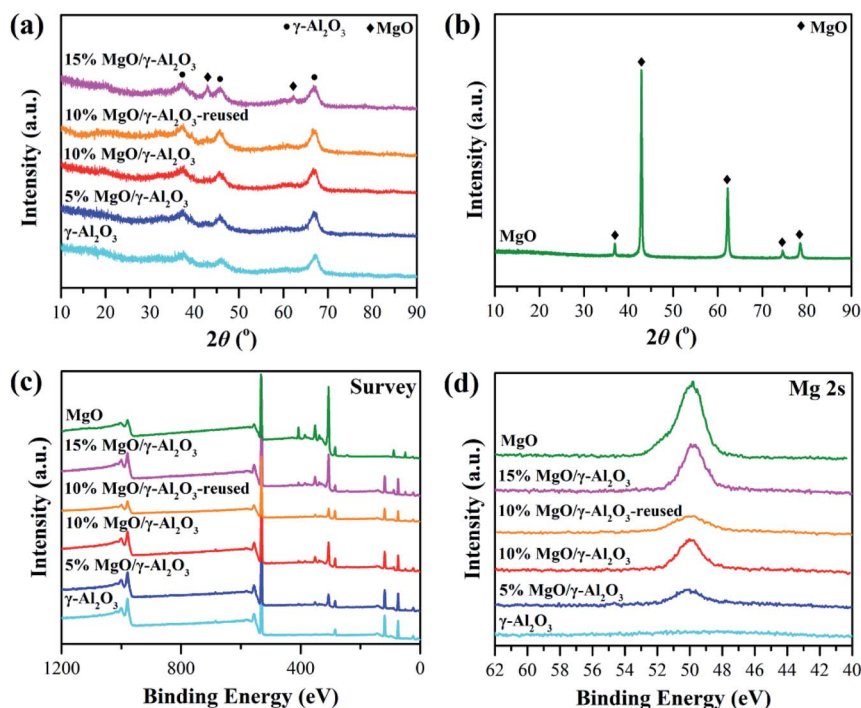 (a)
● γ-Al₂O₃ ◆ MgO
15% MgO/γ-Al₂O₃
10% MgO/γ-Al₂O₃-reused
10% MgO/γ-Al₂O₃
5% MgO/γ-Al₂O₃
γ-Al₂O₃
Intensity (a.u.)
10 20 30 40 50 60 70 80 90
2θ (°)
(b)
◆ MgO
MgO
Intensity (a.u.)
10 20 30 40 50 60 70 80 90
2θ (°)
(c)
Survey
MgO
15% MgO/γ-Al₂O₃
10% MgO/γ-Al₂O₃-reused
10% MgO/γ-Al₂O₃
5% MgO/γ-Al₂O₃
γ-Al₂O₃
Intensity (a.u.)
1200 800 400 0
Binding Energy (eV)
(d)
Mg 2s
MgO
15% MgO/γ-Al₂O₃
10% MgO/γ-Al₂O₃-reused
10% MgO/γ-Al₂O₃
5% MgO/γ-Al₂O₃
γ-Al₂O₃
Intensity (a.u.)
62 60 58 56 54 52 50 48 46 44 42 40
Binding Energy (eV)